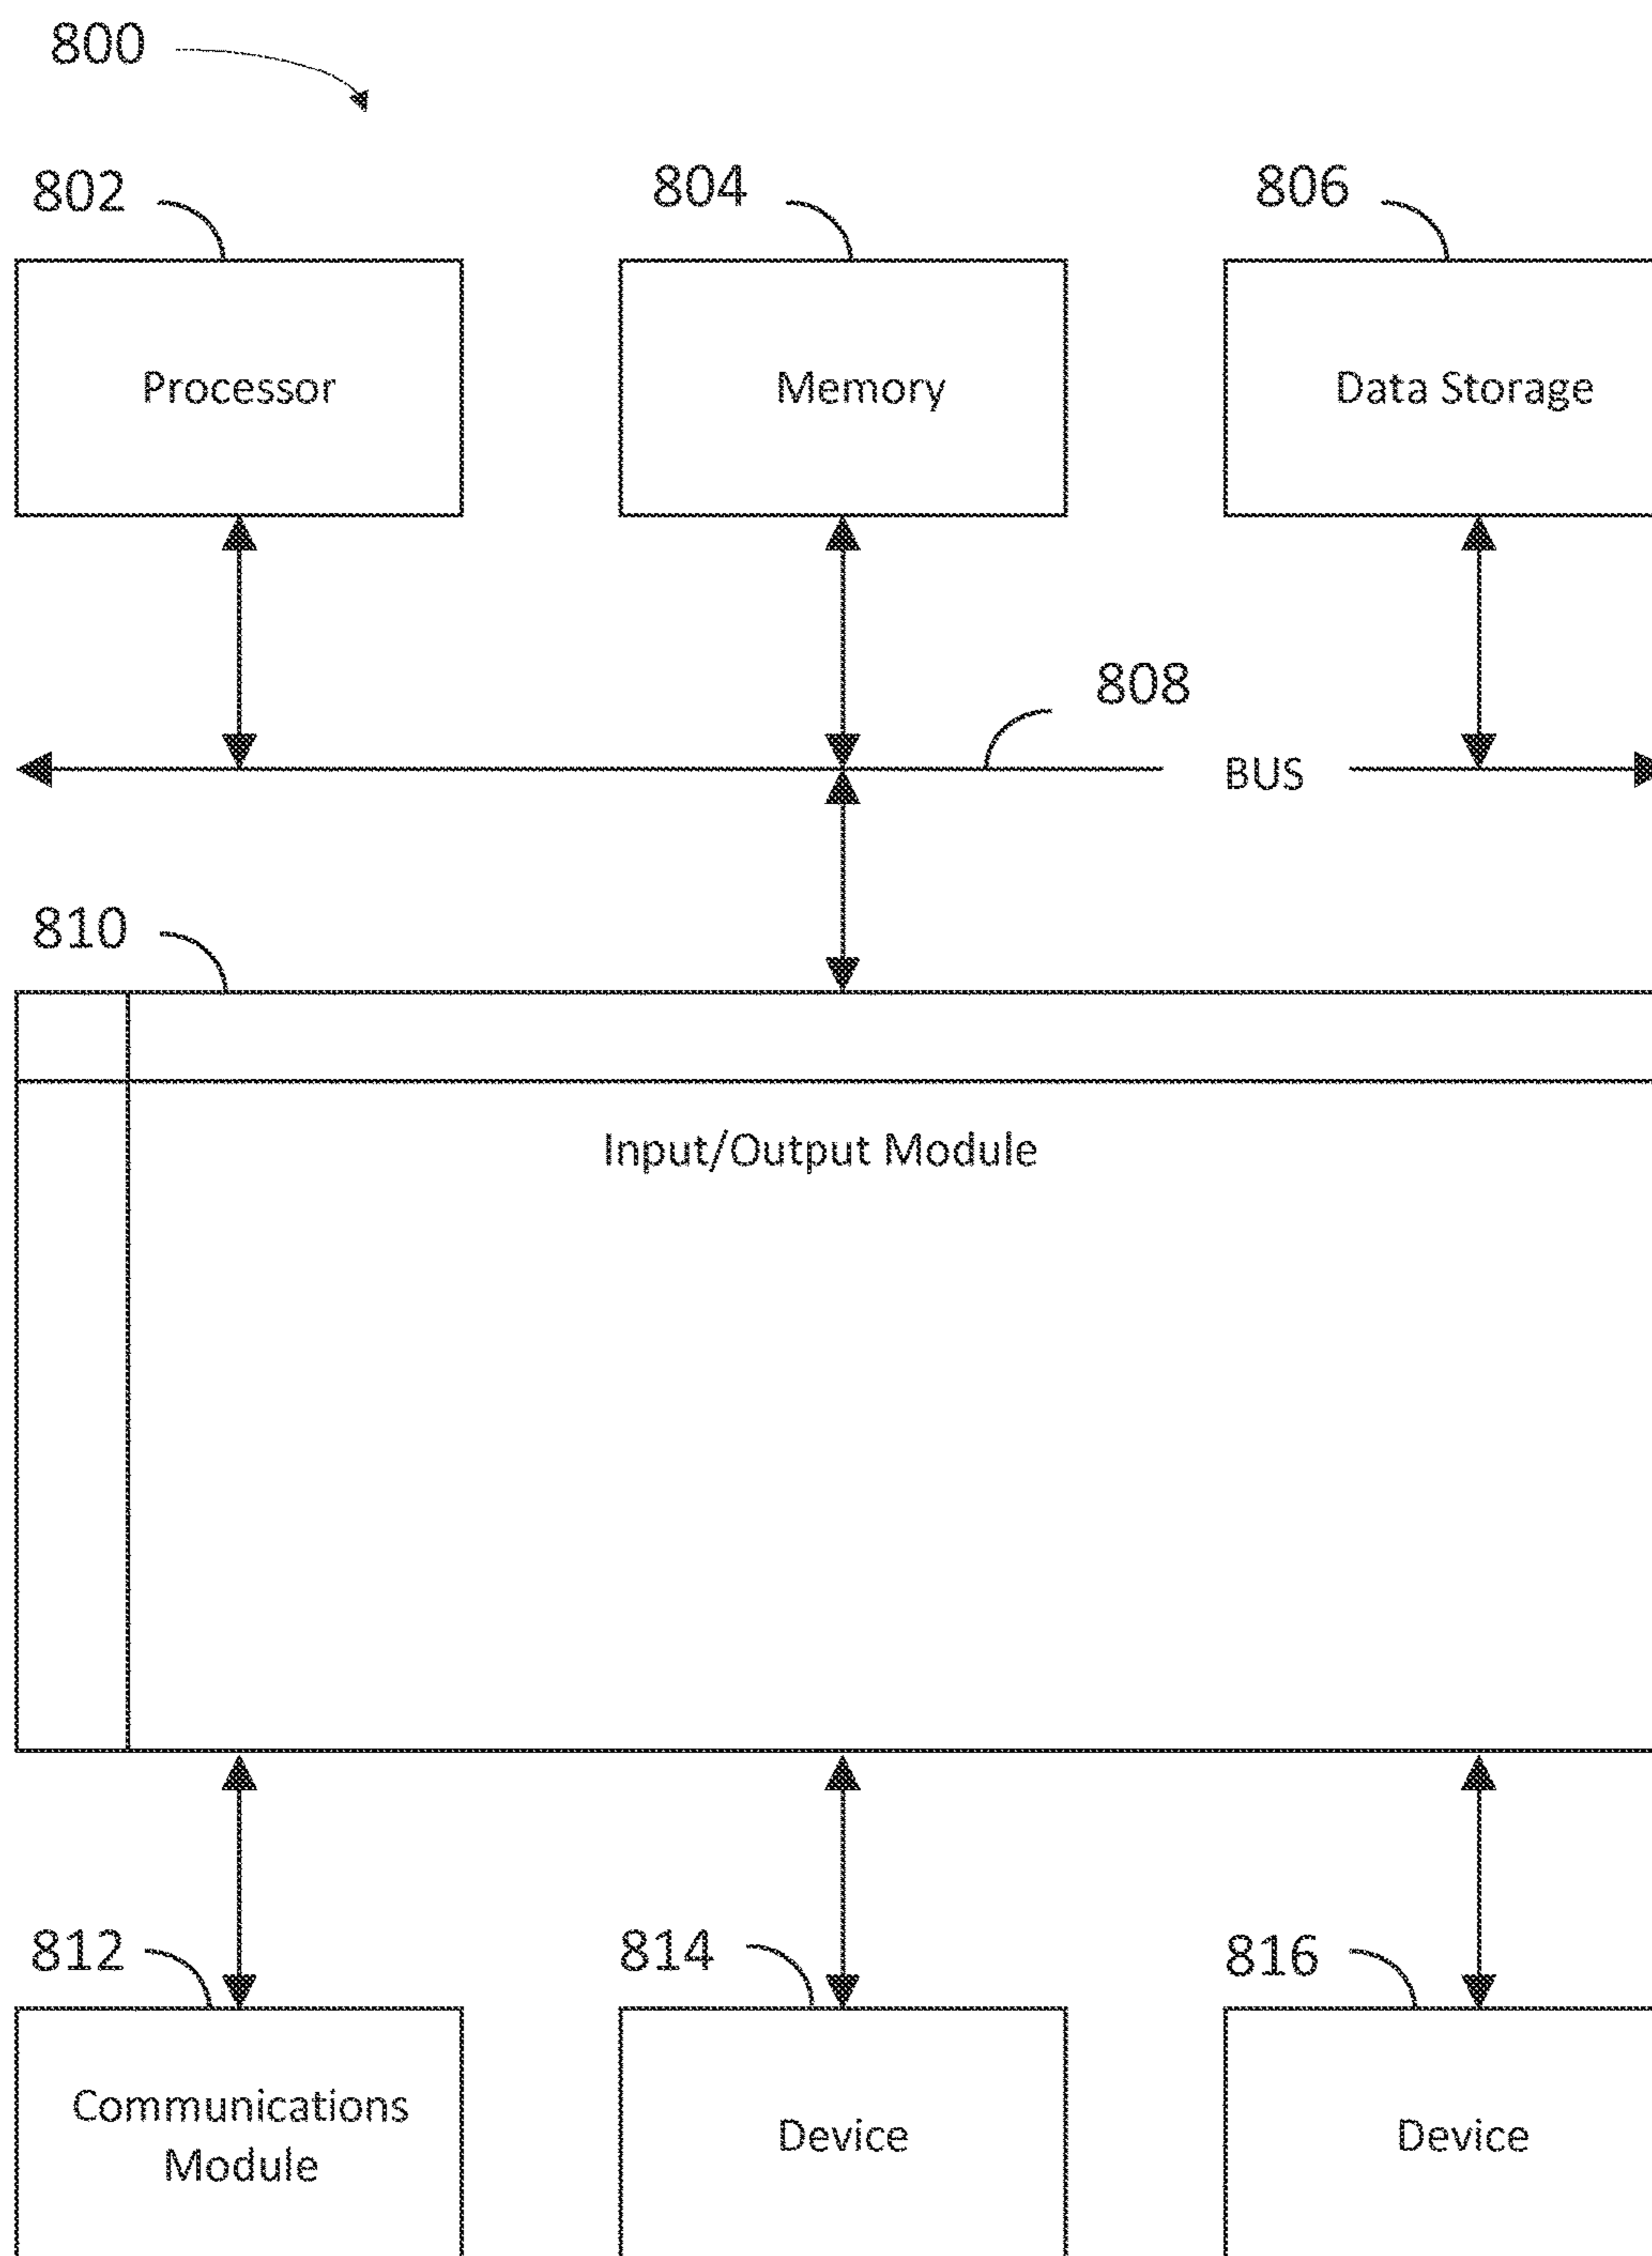 800
802
804
806
Processor
Memory
Data Storage
808
BUS
810
Input/Output Module
812
814
816
Communications
Module
Device
Device